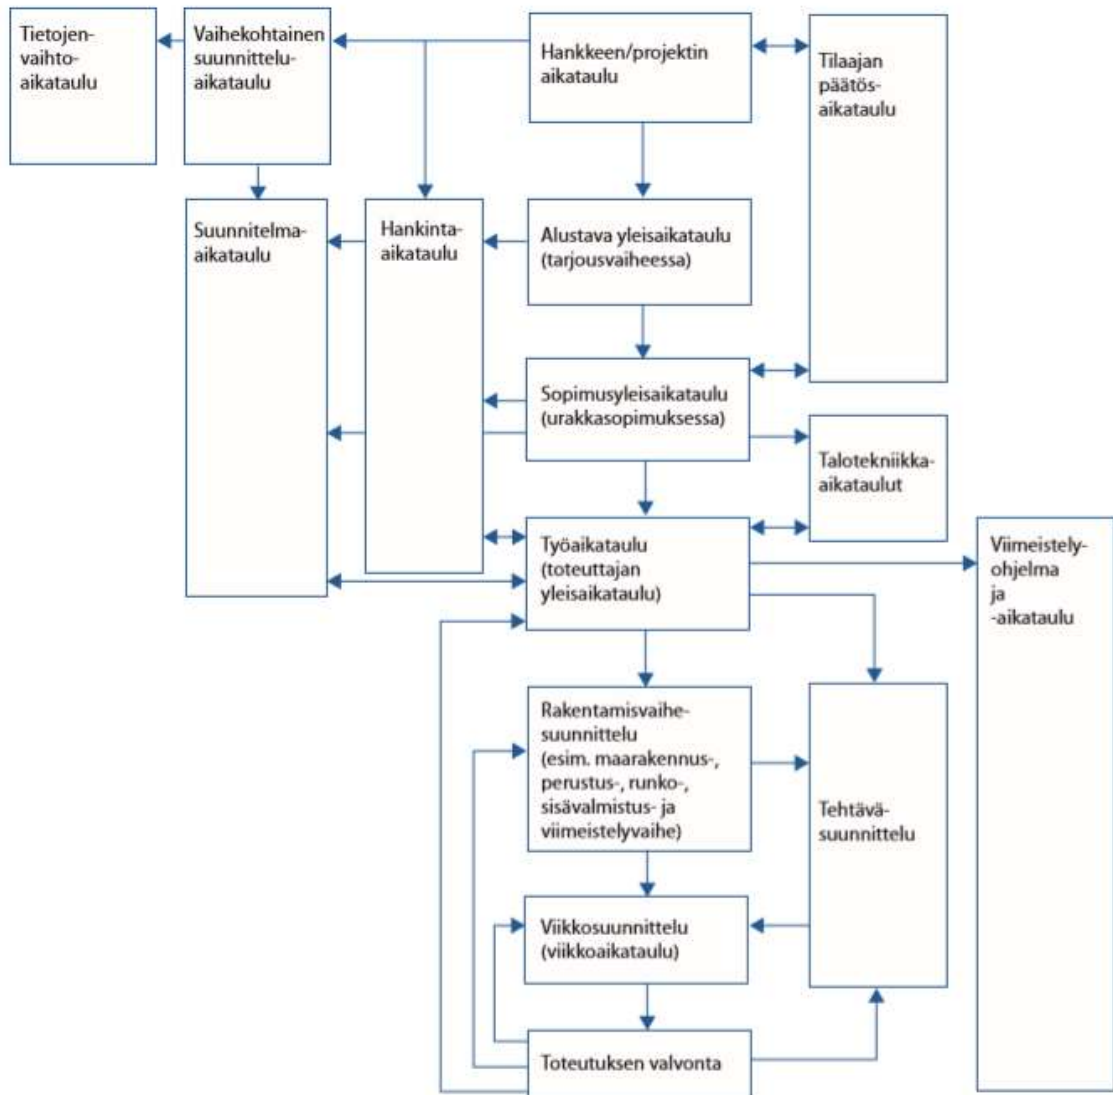 Tietojen-
vaihto-
aikataulu
Vaihekohtainen
suunnittelu-
aikataulu
Hankkeen/projektin
aikataulu
Tilaajan
päätös-
aikataulu
Suunnitelma-
aikataulu
Hankinta-
aikataulu
Alustava yleisaikataulu
(tarjousvaiheessa)
Sopimusyleisaikataulu
(urakkasopimuksessa)
Talotekniikka-
aikataulut
Työaikataulu
(toteuttajan
yleisaikataulu)
Viimeistely-
ohjelma
ja
-aikataulu
Rakentamisvaihe-
suunnittelu
(esim. maarakennus-,
perustus-, runko-,
sisävalmistus- ja
viimeistelyvaihe)
Tehtävä-
suunnittelu
Viikkosuunnittelu
(viikkoaikataulu)
Toteutuksen valvonta